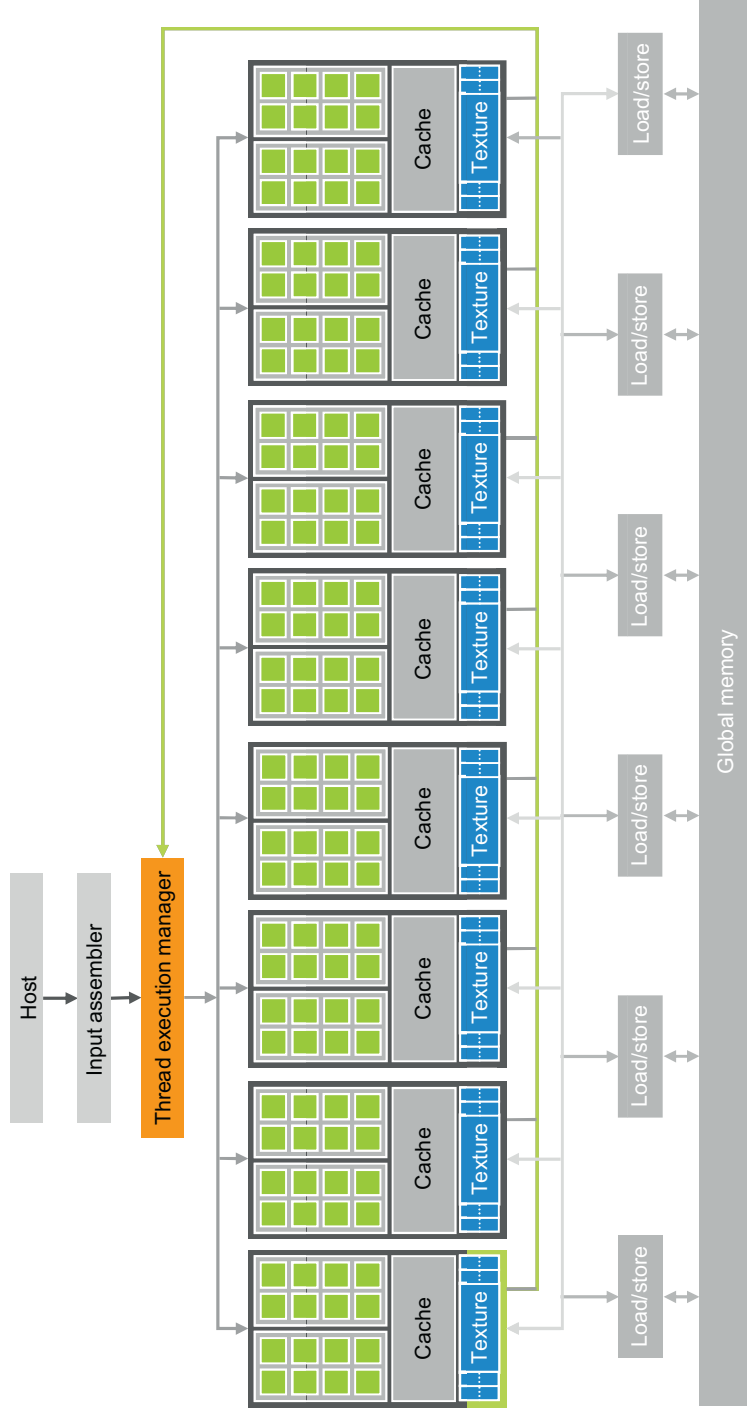 Host
Input assembler
Thread execution manager
Cache
Cache
Cache
Cache
Cache
Cache
Cache
Cache
Texture
Texture
Texture
Texture
Texture
Texture
Texture
Texture
Load/store
Load/store
Load/store
Load/store
Load/store
Load/store
Global memory